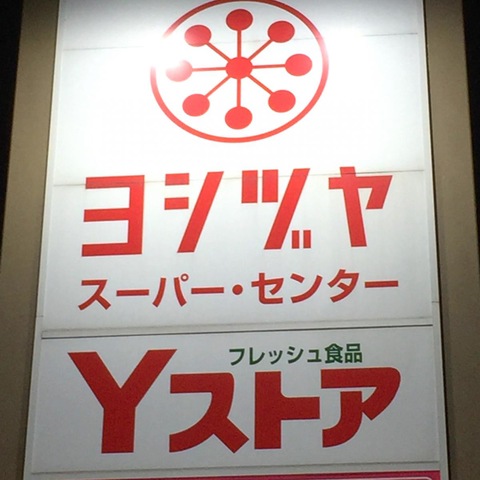 ヨシヅヤ
スーパー・センター
フレッシュ食品
Yストア